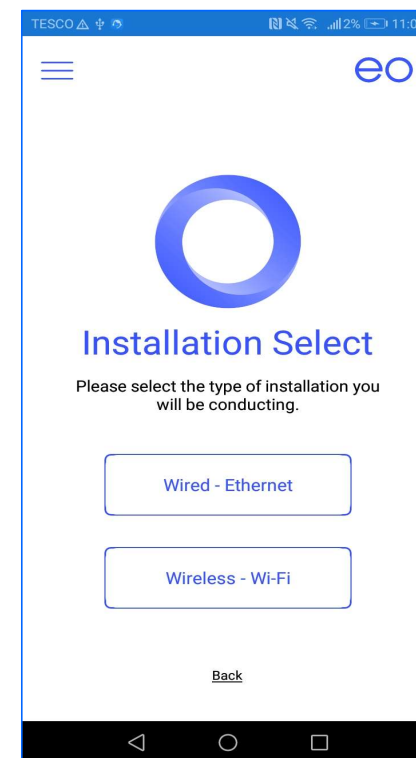 TESCO 2% 11:0
eo
Installation Select
Please select the type of installation you
will be conducting.
Wired - Ethernet
Wireless - Wi-Fi
Back